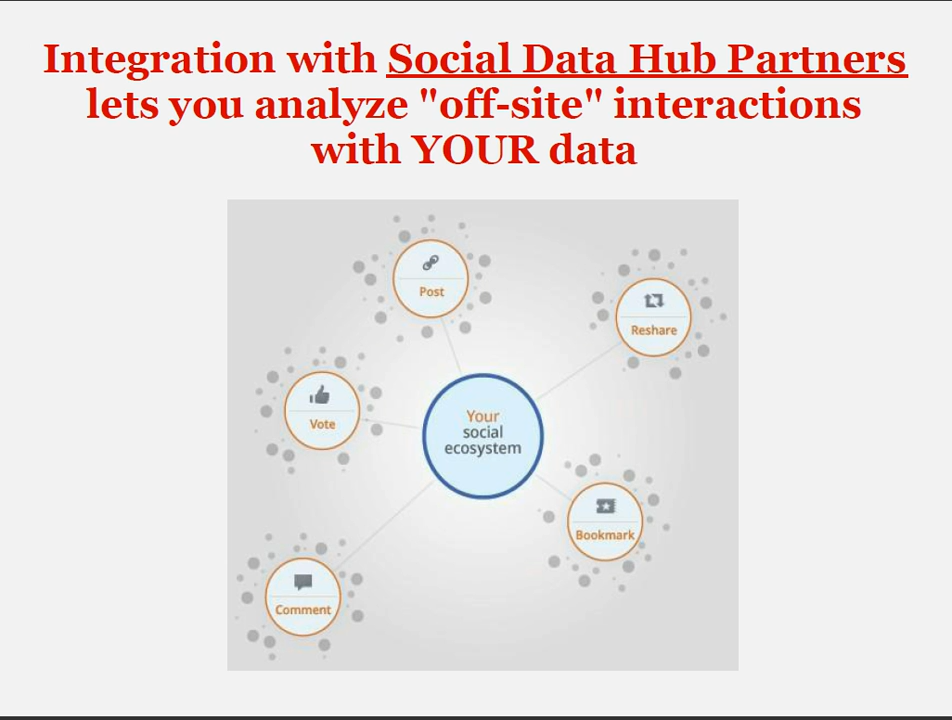 Integration with Social Data Hub Partners
lets you analyze "off-site" interactions
with YOUR data
Post
Reshare
Vote
Your
social
ecosystem
Bookmark
Comment